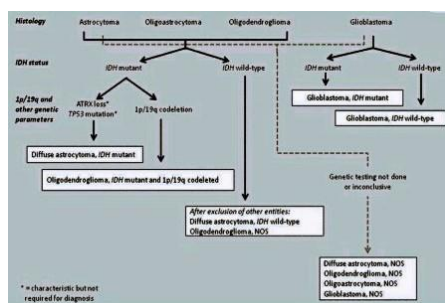 Histology
Astrocytoma
Oligoastrocytoma
Oligodendroglioma
Glioblastoma
IDH status
IDH mutant
IDH wild-type
IDH mutant
IDH wild-type
1p/19q and
other genetic
parameters
ATRX loss*
TP53 mutation*
1p/19q codeletion
Glioblastoma, IDH mutant
Glioblastoma, IDH wild-type
Diffuse astrocytoma, IDH mutant
Oligodendroglioma, IDH mutant and 1p/19q codeleted
Genetic testing not done
or inconclusive
After exclusion of other entities:
Diffuse astrocytoma, IDH wild-type
Oligodendroglioma, NOS
Diffuse astrocytoma, NOS
Oligodendroglioma, NOS
Oligoastrocytoma, NOS
Glioblastoma, NOS
* = characteristic but not
required for diagnosis